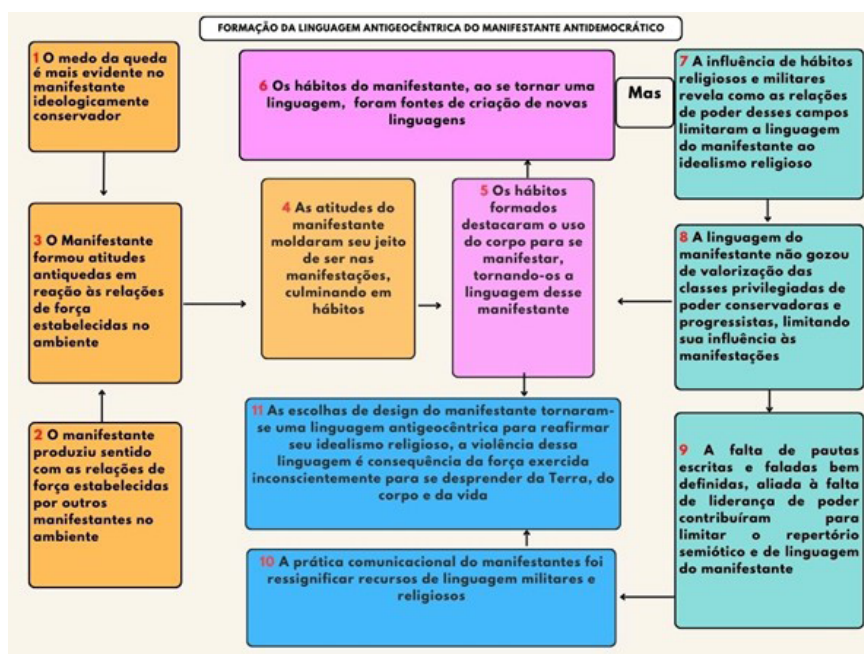 FORMAÇÃO DA LINGUAGEM ANTIGEOCÊNTRICA DO MANIFESTANTE ANTIDEMOCRÁTICO
1 O medo da queda
é mais evidente no
manifestante
ideologicamente
conservador
2 O manifestante
produziu sentido
com as relações de
força estabelecidas
por outros
manifestantes no
ambiente
3 O Manifestante
formou atitudes
antiquedas em
reação às relações
de força
estabelecidas no
ambiente
4 As atitudes do
manifestante
moldaram seu jeito
de ser nas
manifestações,
culminando em
hábitos
5 Os hábitos
formados
destacaram o uso
do corpo para se
manifestar,
tornando-os a
linguagem desse
manifestante
6 Os hábitos do manifestante, ao se tornar uma
linguagem, foram fontes de criação de novas
linguagens
Mas
7 A influência de hábitos
religiosos e militares
revela como as relações
de poder desses campos
limitaram a linguagem
do manifestante ao
idealismo religioso
8 A linguagem do
manifestante não gozou
de valorização das
classes privilegiadas de
poder conservadoras e
progressistas, limitando
sua influência às
manifestações
9 A falta de pautas
escritas e faladas bem
definidas, aliada à falta
de liderança de poder
contribuíram para
limitar o repertório
semiótico e de linguagem
do manifestante
10 A prática comunicacional do manifestantes foi
ressignificar recursos de linguagem militares e
religiosos
11 As escolhas de design do manifestante tornaram-
se uma linguagem antigeocêntrica para reafirmar
seu idealismo religioso, a violência dessa
linguagem é consequência da força exercida
inconscientemente para se desprender da Terra, do
corpo e da vida